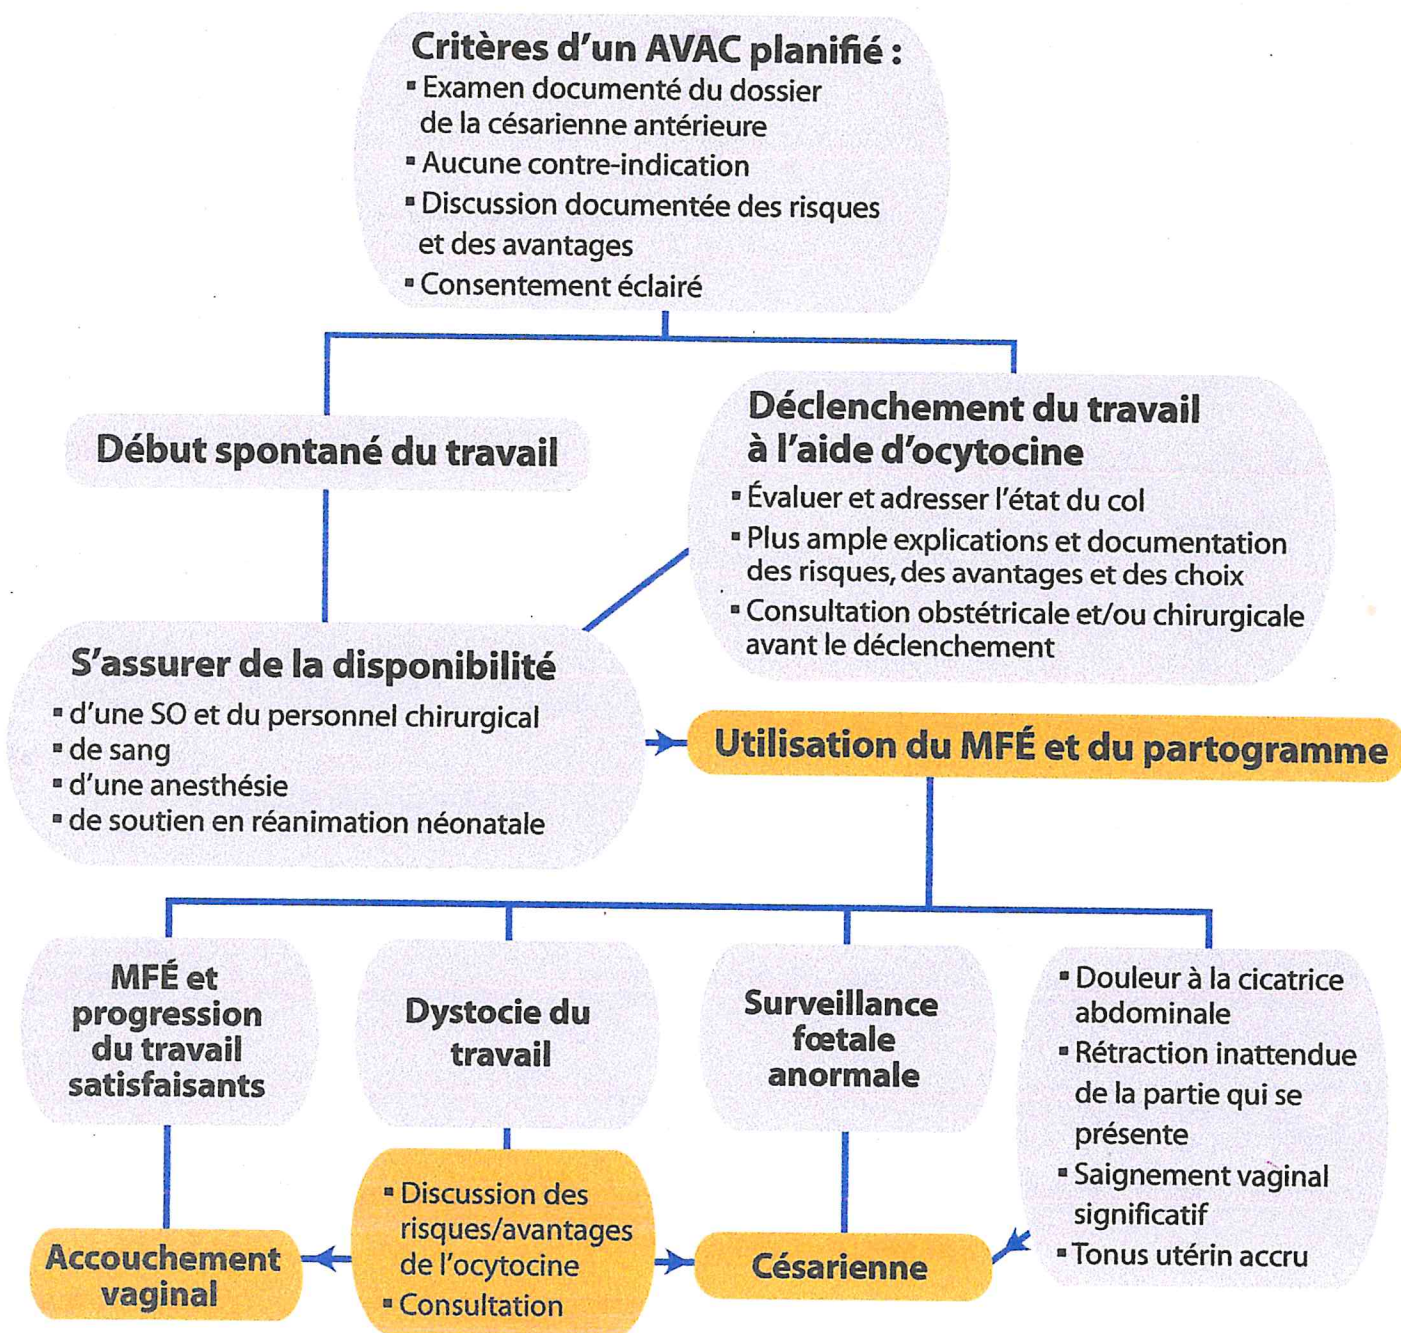 Critères d'un AVAC planifié :
▪ Examen documenté du dossier
de la césarienne antérieure
▪ Aucune contre-indication
▪ Discussion documentée des risques
et des avantages
▪ Consentement éclairé
Début spontané du travail
Déclenchement du travail
à l'aide d'ocytocine
▪ Évaluer et adresser l'état du col
▪ Plus ample explications et documentation
des risques, des avantages et des choix
▪ Consultation obstétricale et/ou chirurgicale
avant le déclenchement
S'assurer de la disponibilité
▪ d'une SO et du personnel chirurgical
▪ de sang
▪ d'une anesthésie
▪ de soutien en réanimation néonatale
Utilisation du MFÉ et du partogramme
MFÉ et
progression
du travail
satisfaisants
Dystocie du
travail
Surveillance
fœtale
anormale
▪ Douleur à la cicatrice
abdominale
▪ Rétraction inattendue
de la partie qui se
présente
▪ Saignement vaginal
significatif
▪ Tonus utérin accru
Accouchement
vaginal
▪ Discussion des
risques/avantages
de l'ocytocine
▪ Consultation
Césarienne